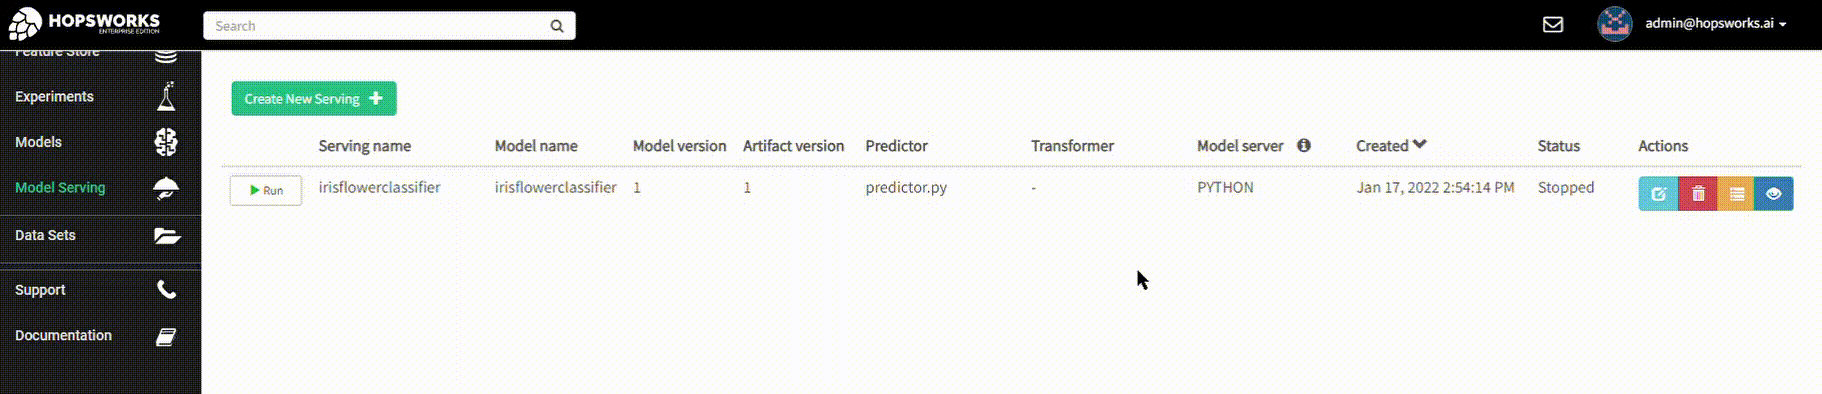 HOPSWORKS
ENTERPRISE EDITION
Search
admin@hopsworks.ai
Feature Store
Experiments
Models
Model Serving
Data Sets
Support
Documentation
Create New Serving +
Serving name Model name Model version Artifact version Predictor Transformer Model server Created Status Actions
Run irisflowerclassifier irisflowerclassifier 1 1 predictor.py - PYTHON Jan 17, 2022 2:54:14 PM Stopped